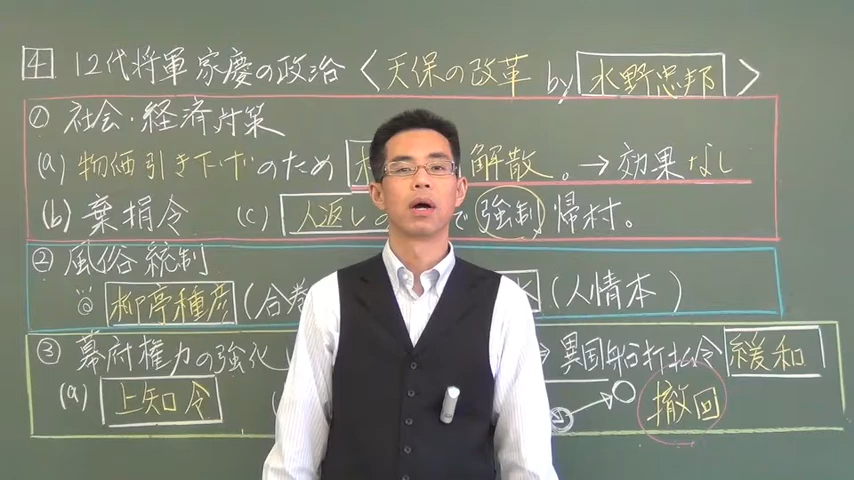 4 12代将軍家慶の政治〈天保の改革 by 水野忠邦〉
① 社会・経済対策
(a) 物価引き下げのため 解散。→効果なし
(b) 棄捐令 (c) 人返しの で強制帰村。
② 風俗統制
◎ 柳亭種彦(合巻 (人情本)
③ 幕府権力の強化 異国船打払令 緩和
(a) 上知令 撤回